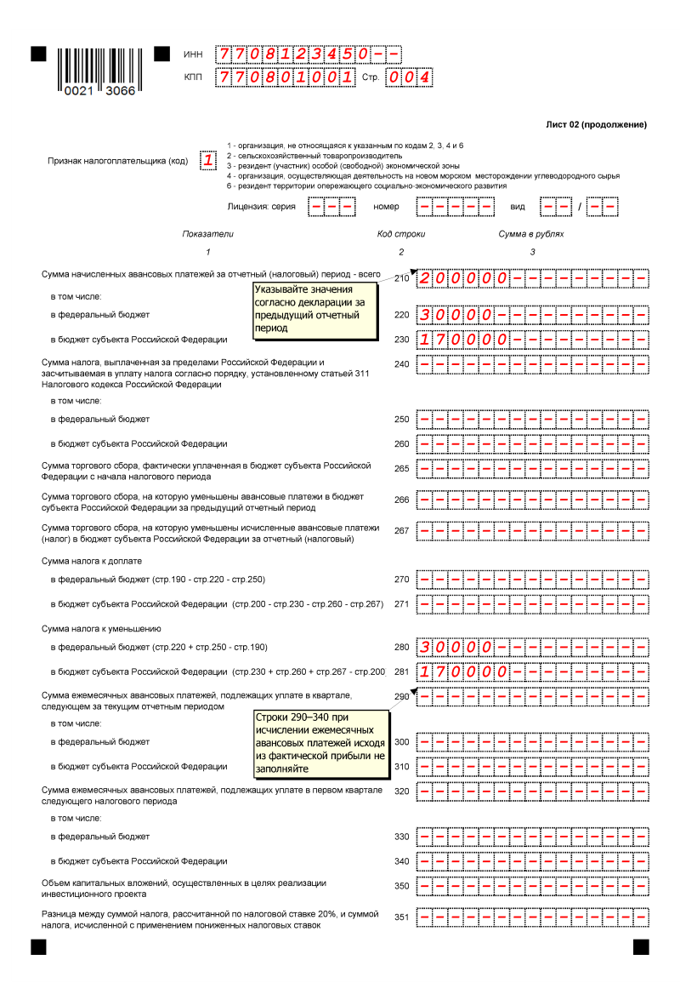 ИНН 7708123450--
КПП 770801001 Стр. 004
0021 3066
Лист 02 (продолжение)
Признак налогоплательщика (код) 1
1 - организация, не относящаяся к указанным по кодам 2, 3, 4 и 6
2 - сельскохозяйственный товаропроизводитель
3 - резидент (участник) особой (свободной) экономической зоны
4 - организация, осуществляющая деятельность на новом морском месторождении углеводородного сырья
6 - резидент территории опережающего социально-экономического развития
Лицензия: серия --- номер ----- вид -- / --
Показатели Код строки Сумма в рублях
1 2 3
Сумма начисленных авансовых платежей за отчетный (налоговый) период - всего 210 200000---------
Указывайте значения
согласно декларации за
предыдущий отчетный
период
в том числе:
в федеральный бюджет 220 30000----------
в бюджет субъекта Российской Федерации 230 170000---------
Сумма налога, выплаченная за пределами Российской Федерации и 240 ---------------
засчитываемая в уплату налога согласно порядку, установленному статьей 311
Налогового кодекса Российской Федерации
в том числе:
в федеральный бюджет 250 ---------------
в бюджет субъекта Российской Федерации 260 ---------------
Сумма торгового сбора, фактически уплаченная в бюджет субъекта Российской 265 ---------------
Федерации с начала налогового периода
Сумма торгового сбора, на которую уменьшены авансовые платежи в бюджет 266 ---------------
субъекта Российской Федерации за предыдущий отчетный период
Сумма торгового сбора, на которую уменьшены исчисленные авансовые платежи 267 ---------------
(налог) в бюджет субъекта Российской Федерации за отчетный (налоговый)
Сумма налога к доплате
в федеральный бюджет (стр.190 - стр.220 - стр.250) 270 ---------------
в бюджет субъекта Российской Федерации (стр.200 - стр.230 - стр.260 - стр.267) 271 ---------------
Сумма налога к уменьшению
в федеральный бюджет (стр.220 + стр.250 - стр.190) 280 30000----------
в бюджет субъекта Российской Федерации (стр.230 + стр.260 + стр.267 - стр.200 281 170000---------
Сумма ежемесячных авансовых платежей, подлежащих уплате в квартале, 290 ---------------
следующем за текущим отчетным периодом
Строки 290–340 при
исчислении ежемесячных
авансовых платежей исходя
из фактической прибыли не
заполняйте
в том числе:
в федеральный бюджет 300 ---------------
в бюджет субъекта Российской Федерации 310 ---------------
Сумма ежемесячных авансовых платежей, подлежащих уплате в первом квартале 320 ---------------
следующего налогового периода
в том числе:
в федеральный бюджет 330 ---------------
в бюджет субъекта Российской Федерации 340 ---------------
Объем капитальных вложений, осуществленных в целях реализации 350 ---------------
инвестиционного проекта
Разница между суммой налога, рассчитанной по налоговой ставке 20%, и суммой 351 ---------------
налога, исчисленной с применением пониженных налоговых ставок